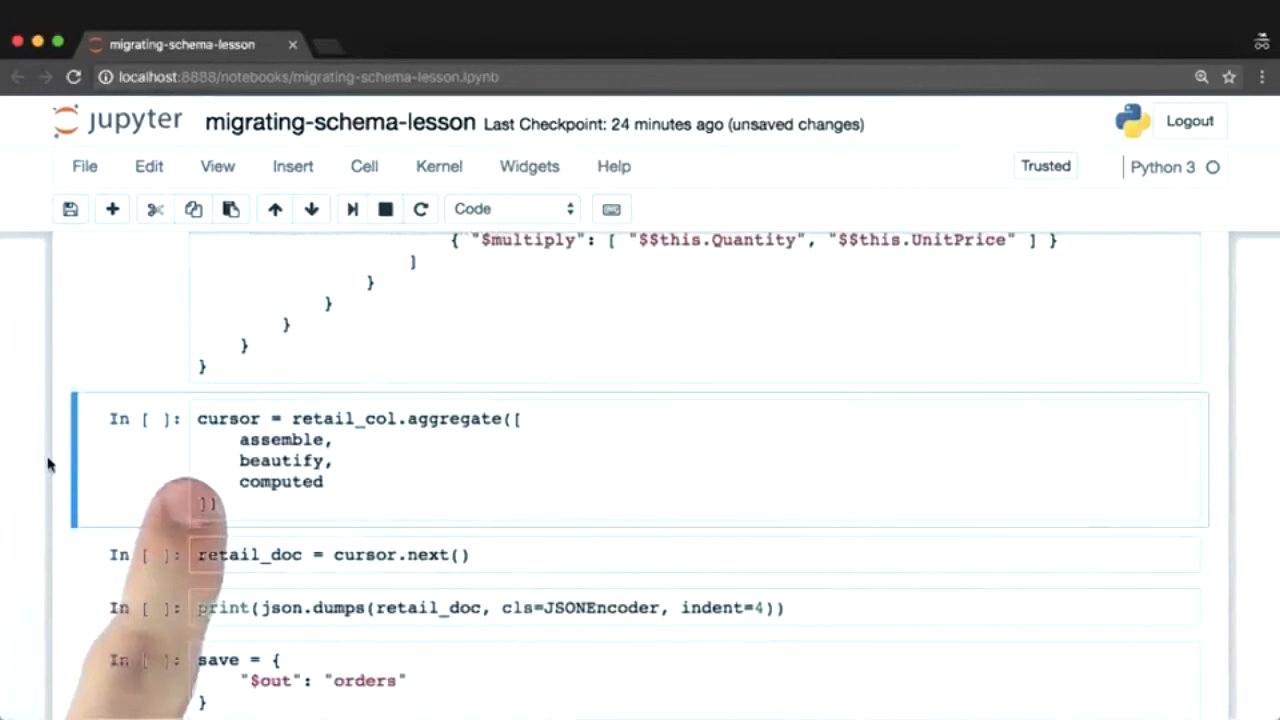 migrating-schema-lesson
localhost:8888/notebooks/migrating-schema-lesson.ipynb
jupyter migrating-schema-lesson Last Checkpoint: 24 minutes ago (unsaved changes) Logout
File Edit View Insert Cell Kernel Widgets Help Trusted Python 3
Code
{ "$multiply": [ "$$this.Quantity", "$$this.UnitPrice" ] }
]
}
}
}
}
}
In [ ]: cursor = retail_col.aggregate([
assemble,
beautify,
computed
])
In [ ]: retail_doc = cursor.next()
In [ ]: print(json.dumps(retail_doc, cls=JSONEncoder, indent=4))
In [ ]: save = {
"$out": "orders"
}